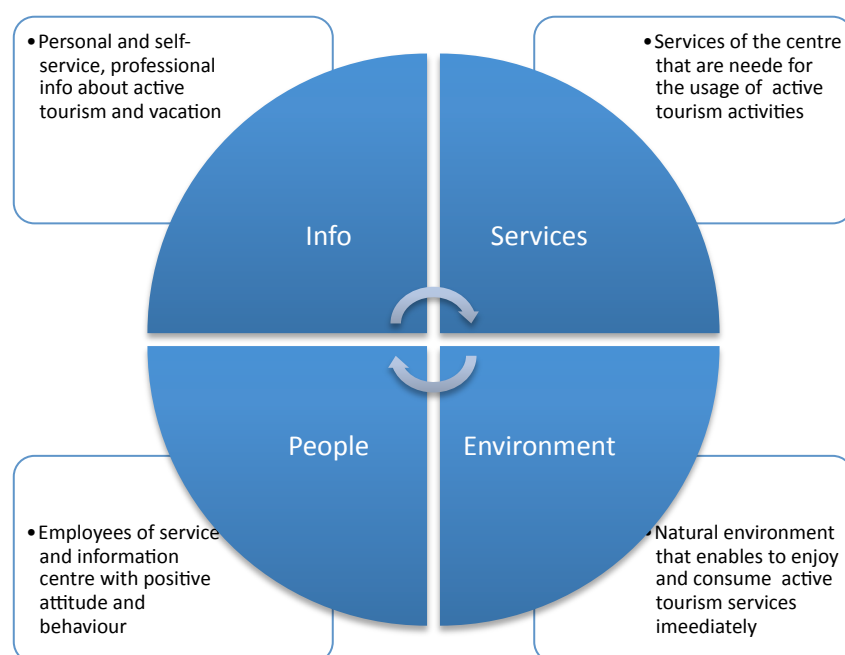 •Personal and self-
service, professional
info about active
tourism and vacation
•Services of the centre
that are neede for
the usage of active
tourism activities
Info
Services
People
Environment
•Employees of service
and information
centre with positive
attitude and
behaviour
•Natural environment
that enables to enjoy
and consume active
tourism services
imeediately